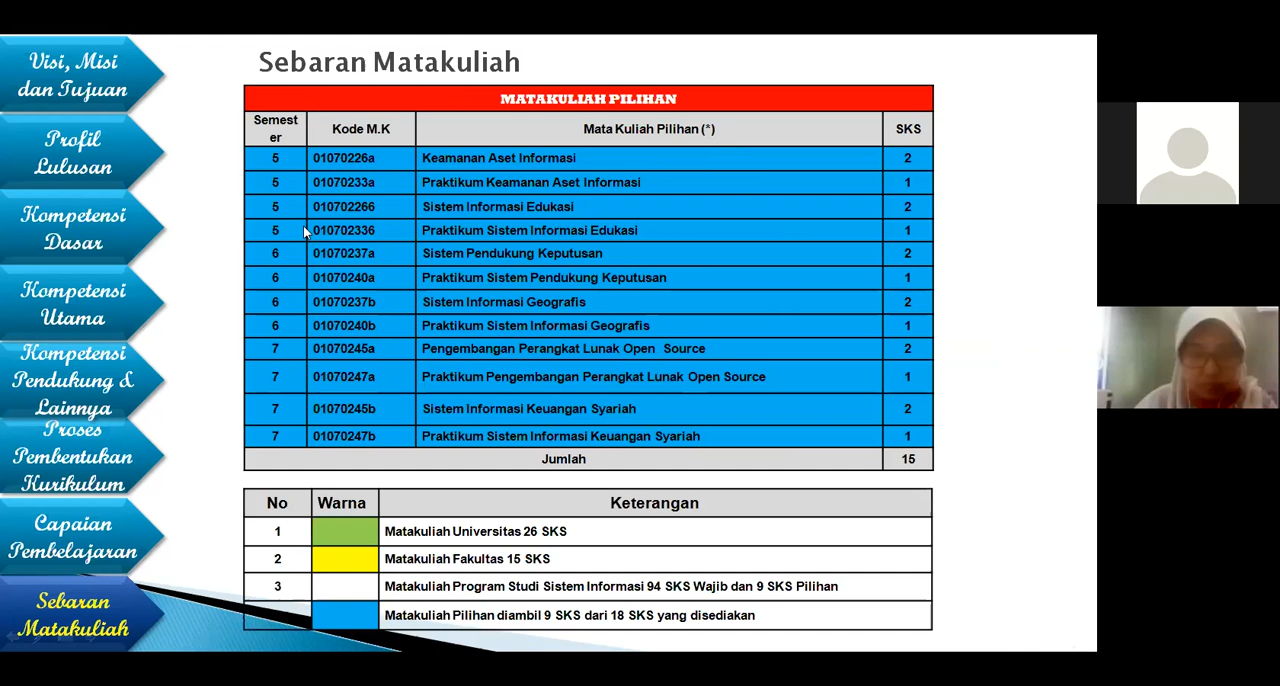 Visi, Misi
dan Tujuan
Profil
Lulusan
Kompetensi
Dasar
Kompetensi
Utama
Kompetensi
Pendukung &
Lainnya
Proses
Pembentukan
Kurikulum
Capaian
Pembelajaran
Sebaran
Matakuliah
Sebaran Matakuliah
MATAKULIAH PILIHAN
Semest
er
Kode M.K
Mata Kuliah Pilihan (*)
SKS
5 01070226a Keamanan Aset Informasi 2
5 01070233a Praktikum Keamanan Aset Informasi 1
5 010702266 Sistem Informasi Edukasi 2
5 010702336 Praktikum Sistem Informasi Edukasi 1
6 01070237a Sistem Pendukung Keputusan 2
6 01070240a Praktikum Sistem Pendukung Keputusan 1
6 01070237b Sistem Informasi Geografis 2
6 01070240b Praktikum Sistem Informasi Geografis 1
7 01070245a Pengembangan Perangkat Lunak Open Source 2
7 01070247a Praktikum Pengembangan Perangkat Lunak Open Source 1
7 01070245b Sistem Informasi Keuangan Syariah 2
7 01070247b Praktikum Sistem Informasi Keuangan Syariah 1
Jumlah 15
No Warna Keterangan
1 Matakuliah Universitas 26 SKS
2 Matakuliah Fakultas 15 SKS
3 Matakuliah Program Studi Sistem Informasi 94 SKS Wajib dan 9 SKS Pilihan
Matakuliah Pilihan diambil 9 SKS dari 18 SKS yang disediakan